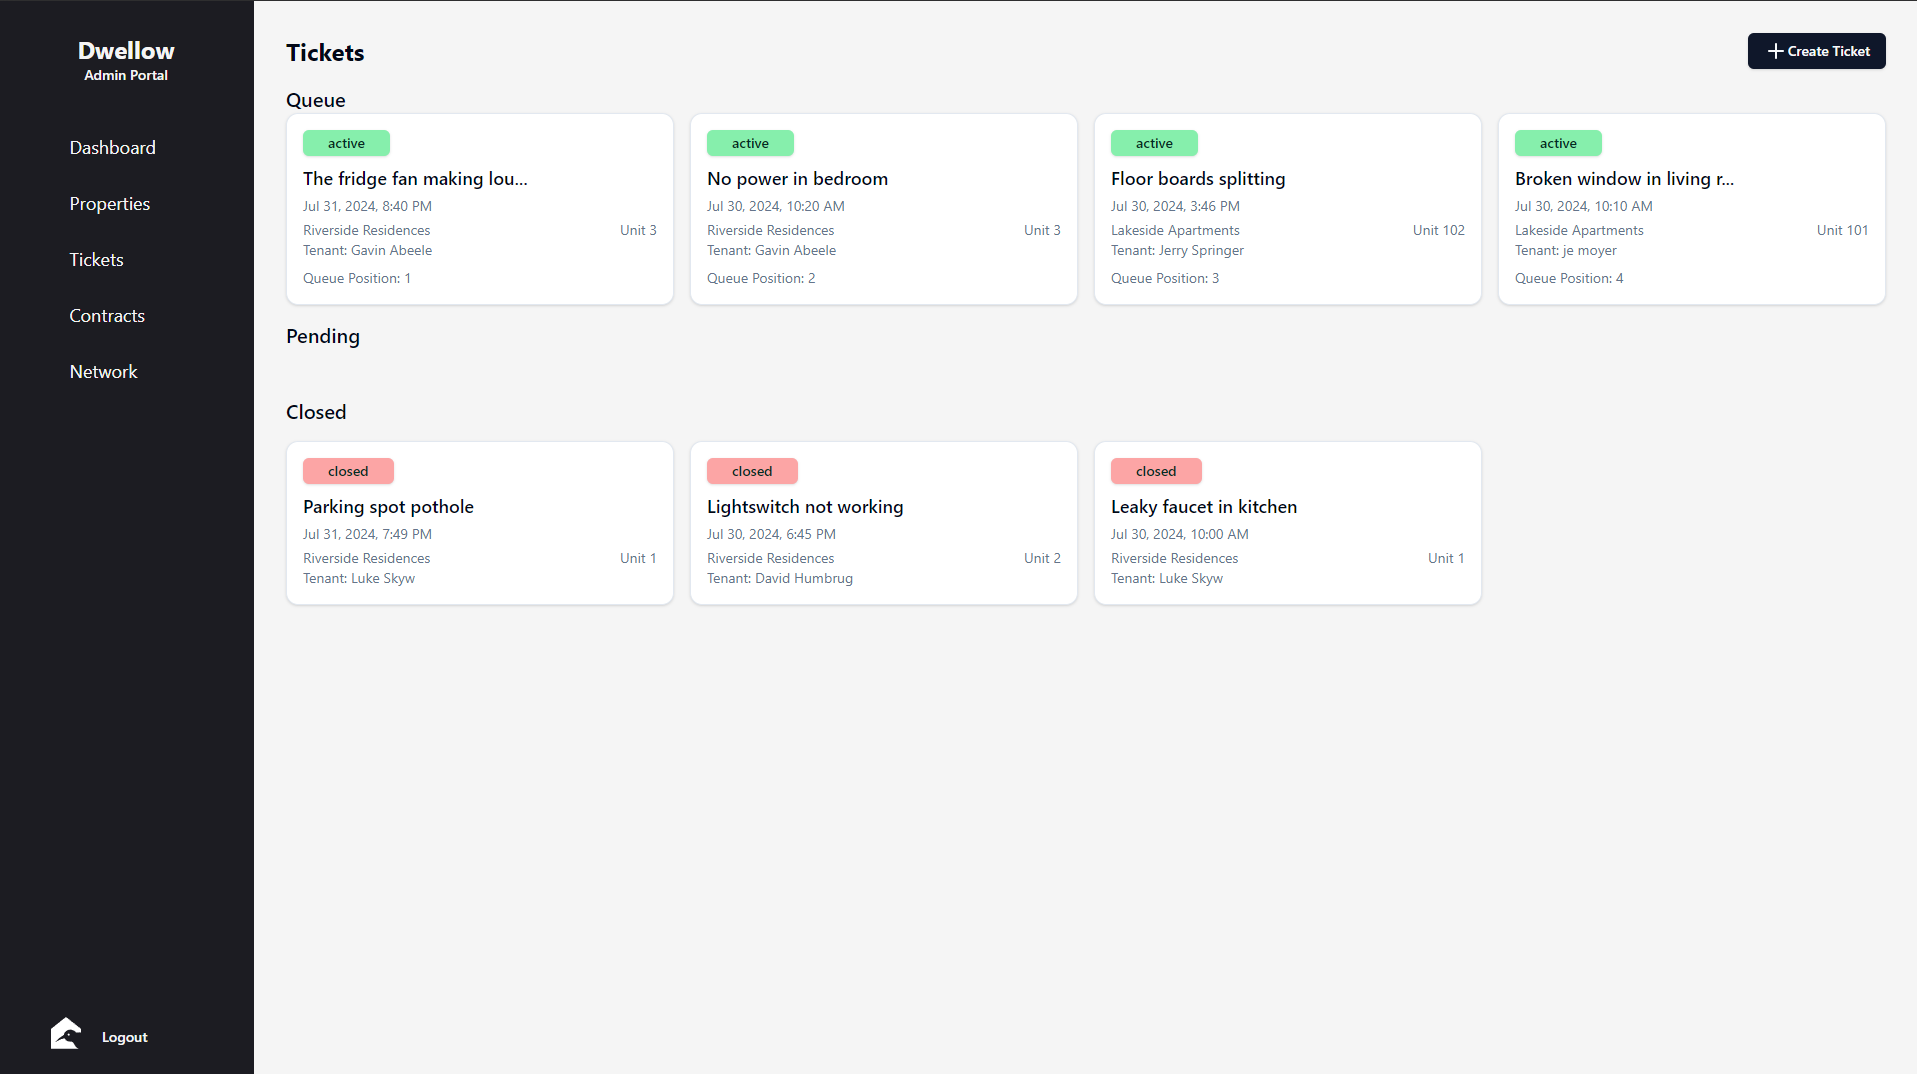 Dwellow
Admin Portal
Dashboard
Properties
Tickets
Contracts
Network
Logout
Tickets
Create Ticket
Queue
active
The fridge fan making lou...
Jul 31, 2024, 8:40 PM
Riverside Residences Unit 3
Tenant: Gavin Abeele
Queue Position: 1
active
No power in bedroom
Jul 30, 2024, 10:20 AM
Riverside Residences Unit 3
Tenant: Gavin Abeele
Queue Position: 2
active
Floor boards splitting
Jul 30, 2024, 3:46 PM
Lakeside Apartments Unit 102
Tenant: Jerry Springer
Queue Position: 3
active
Broken window in living r...
Jul 30, 2024, 10:10 AM
Lakeside Apartments Unit 101
Tenant: je moyer
Queue Position: 4
Pending
Closed
closed
Parking spot pothole
Jul 31, 2024, 7:49 PM
Riverside Residences Unit 1
Tenant: Luke Skyw
closed
Lightswitch not working
Jul 30, 2024, 6:45 PM
Riverside Residences Unit 2
Tenant: David Humbrug
closed
Leaky faucet in kitchen
Jul 30, 2024, 10:00 AM
Riverside Residences Unit 1
Tenant: Luke Skyw